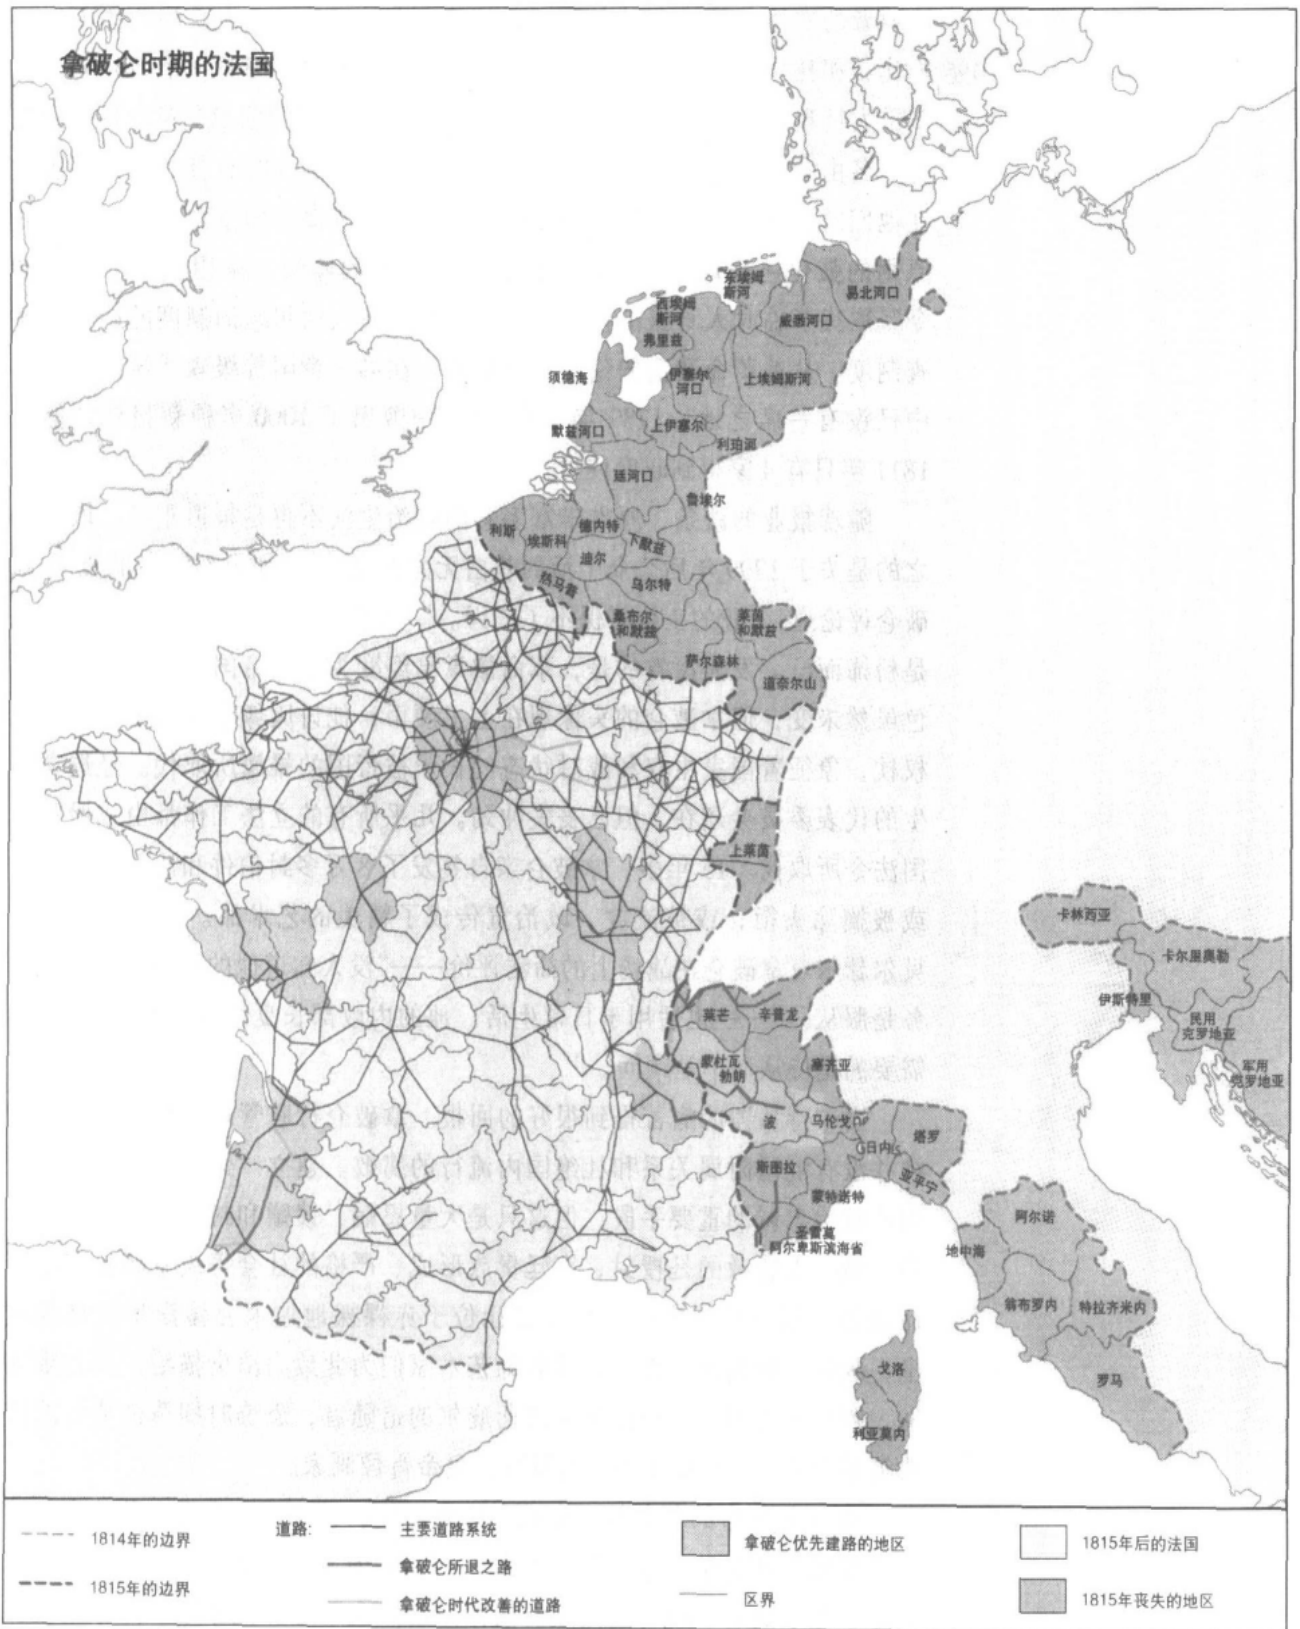 拿破仑时期的法国
东埃姆
斯河
易北河口
西埃姆
斯河
威悉河口
弗里兹
须德海
伊塞尔
河口
上埃姆斯河
默兹河口
上伊塞尔
利珀源
廷河口
鲁埃尔
利斯
德内特
埃斯科
下默兹
迪尔
热马普
乌尔特
桑布尔
和默兹
莱茵
和默兹
萨尔森林
道奈尔山
上莱茵
卡林西亚
卡尔里奥勒
伊斯特里
民用
克罗地亚
军用
克罗地亚
莱芒
辛普龙
蒙杜瓦
勃朗
塞齐亚
波
马伦戈
塔罗
日内
斯图拉
亚平宁
蒙特诺特
圣雷莫
阿尔卑斯滨海省
阿尔诺
地中海
翁布罗内
特拉齐米内
罗马
戈洛
利亚莫内
1814年的边界
1815年的边界
道路:
主要道路系统
拿破仑所退之路
拿破仑时代改善的道路
拿破仑优先建路的地区
区界
1815年后的法国
1815年丧失的地区